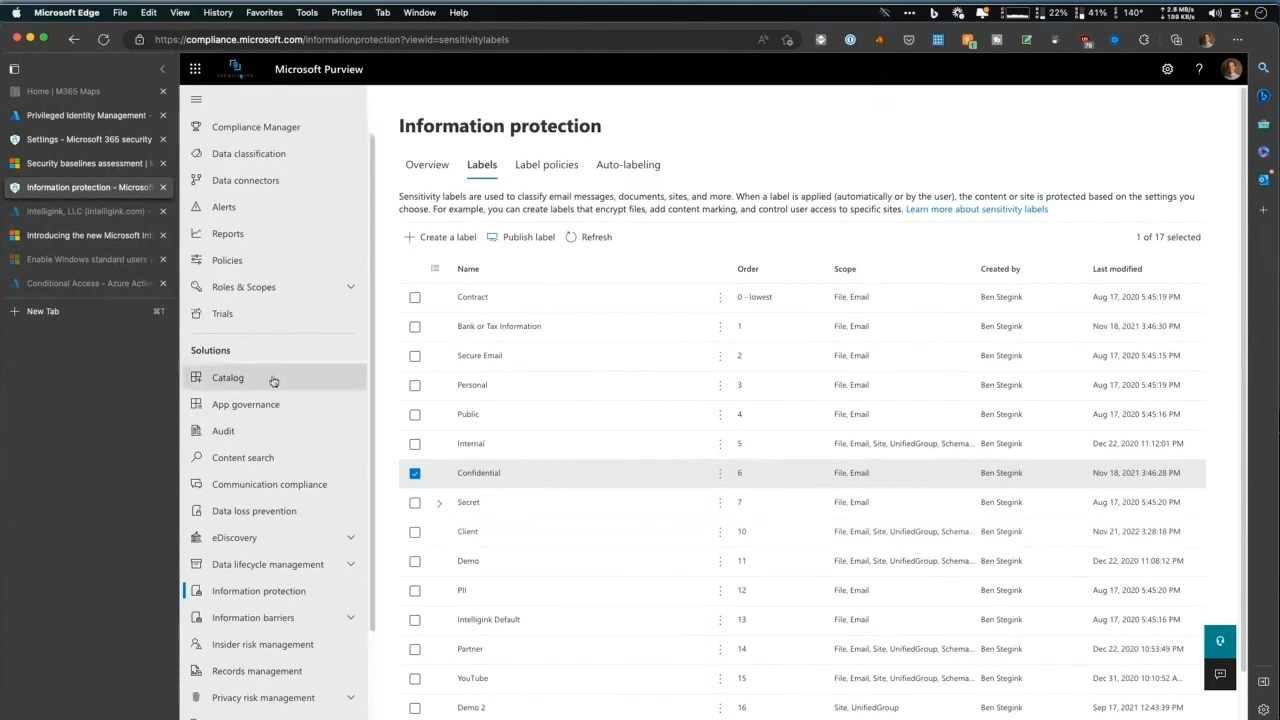 Microsoft Edge File Edit View History Favorites Tools Profiles Tab Window Help
22% 41% 140° 2.8 MB/s
199 KB/s
https://compliance.microsoft.com/informationprotection?viewid=sensitivitylabels
79
Home | M365 Maps
Privileged Identity Management -
Settings - Microsoft 365 security
Security baselines assessment |
Information protection - Microsof
Intelligink, LLC (intelligink.com) -
Introducing the new Microsoft Int
Enable Windows standard users
Conditional Access - Azure Activ
New Tab ⌘T
Microsoft Purview
?
Compliance Manager
Data classification
Data connectors
Alerts
Reports
Policies
Roles & Scopes
Trials
Solutions
Catalog
App governance
Audit
Content search
Communication compliance
Data loss prevention
eDiscovery
Data lifecycle management
Information protection
Information barriers
Insider risk management
Records management
Privacy risk management
Information protection
Overview Labels Label policies Auto-labeling
Sensitivity labels are used to classify email messages, documents, sites, and more. When a label is applied (automatically or by the user), the content or site is protected based on the settings you
choose. For example, you can create labels that encrypt files, add content marking, and control user access to specific sites. Learn more about sensitivity labels
Create a label Publish label Refresh 1 of 17 selected
Name Order Scope Created by Last modified
Contract 0 - lowest File, Email Ben Stegink Aug 17, 2020 5:45:19 PM
Bank or Tax Information 1 File, Email Ben Stegink Nov 18, 2021 3:46:30 PM
Secure Email 2 File, Email Ben Stegink Aug 17, 2020 5:45:15 PM
Personal 3 File, Email Ben Stegink Aug 17, 2020 5:45:19 PM
Public 4 File, Email Ben Stegink Aug 17, 2020 5:45:16 PM
Internal 5 File, Email, Site, UnifiedGroup, Schema... Ben Stegink Dec 22, 2020 11:12:01 PM
Confidential 6 File, Email Ben Stegink Nov 18, 2021 3:46:28 PM
Secret 7 File, Email Ben Stegink Aug 17, 2020 5:45:20 PM
Client 10 File, Email, Site, UnifiedGroup, Schema... Ben Stegink Nov 21, 2022 3:28:18 PM
Demo 11 File, Email, Site, UnifiedGroup, Schema... Ben Stegink Dec 22, 2020 11:08:12 PM
PII 12 File, Email Ben Stegink Aug 17, 2020 5:45:20 PM
Intelligink Default 13 File, Email Ben Stegink Aug 17, 2020 5:45:16 PM
Partner 14 File, Email, Site, UnifiedGroup, Schema... Ben Stegink Dec 22, 2020 10:53:49 PM
YouTube 15 File, Email, Site, UnifiedGroup, Schema... Ben Stegink Dec 31, 2020 10:10:52 A...
Demo 2 16 Site, UnifiedGroup Ben Stegink Sep 17, 2021 12:43:39 PM